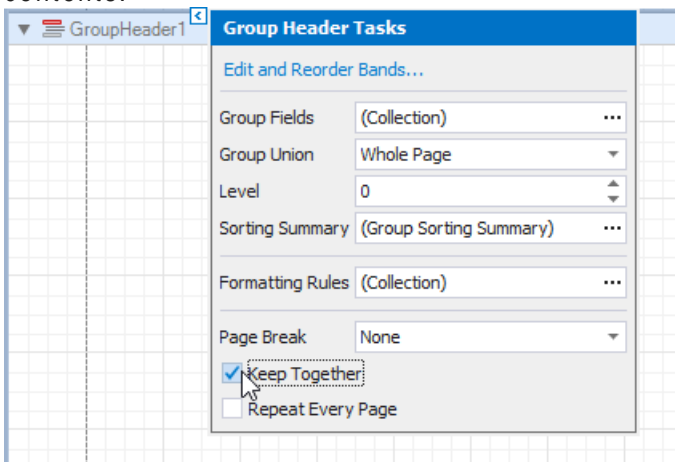 GroupHeader1
Group Header Tasks
Edit and Reorder Bands...
Group Fields (Collection) ...
Group Union Whole Page
Level 0
Sorting Summary (Group Sorting Summary) ...
Formatting Rules (Collection) ...
Page Break None
Keep Together
Repeat Every Page